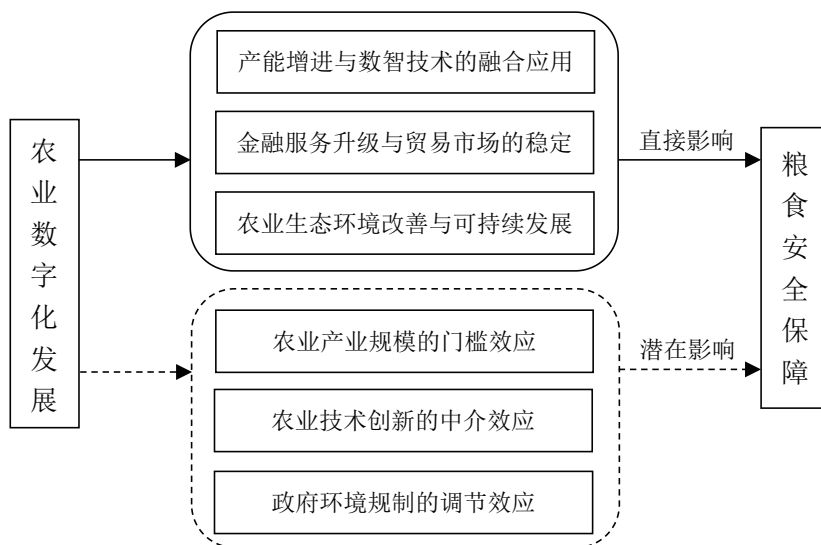 农业数字化发展
产能增进与数智技术的融合应用
金融服务升级与贸易市场的稳定
农业生态环境改善与可持续发展
直接影响
农业产业规模的门槛效应
农业技术创新的中介效应
政府环境规制的调节效应
潜在影响
粮食安全保障